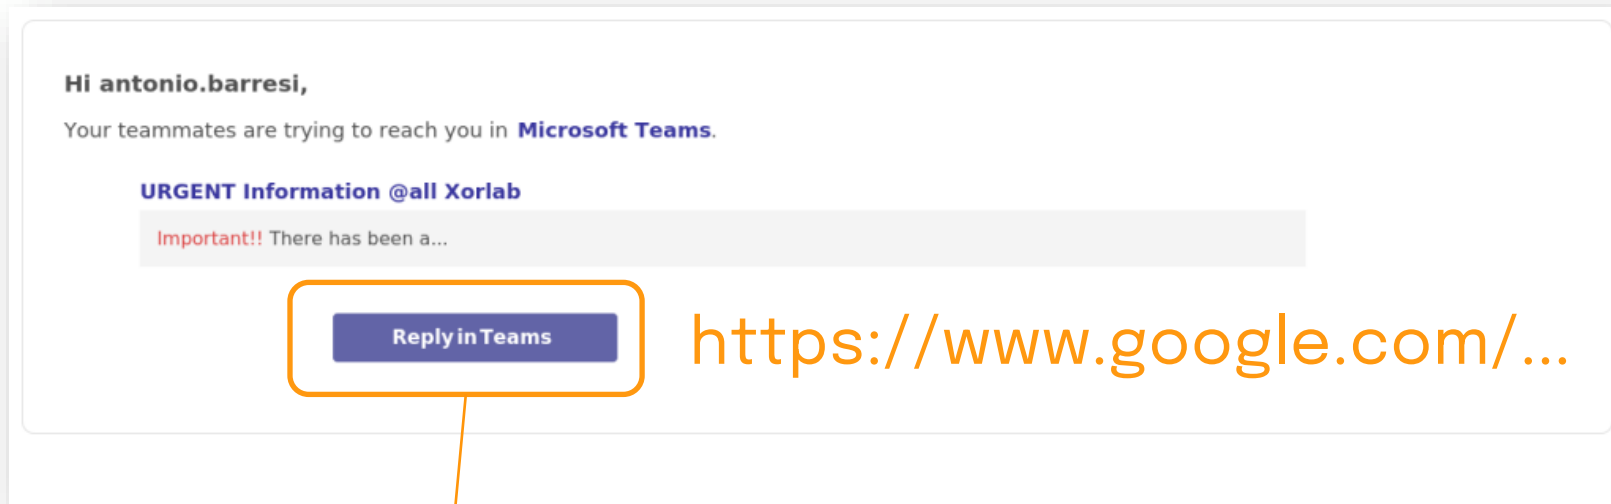 Hi antonio.barresi,
Your teammates are trying to reach you in Microsoft Teams.
URGENT Information @all Xorlab
Important!! There has been a...
Reply in Teams
https://www.google.com/...